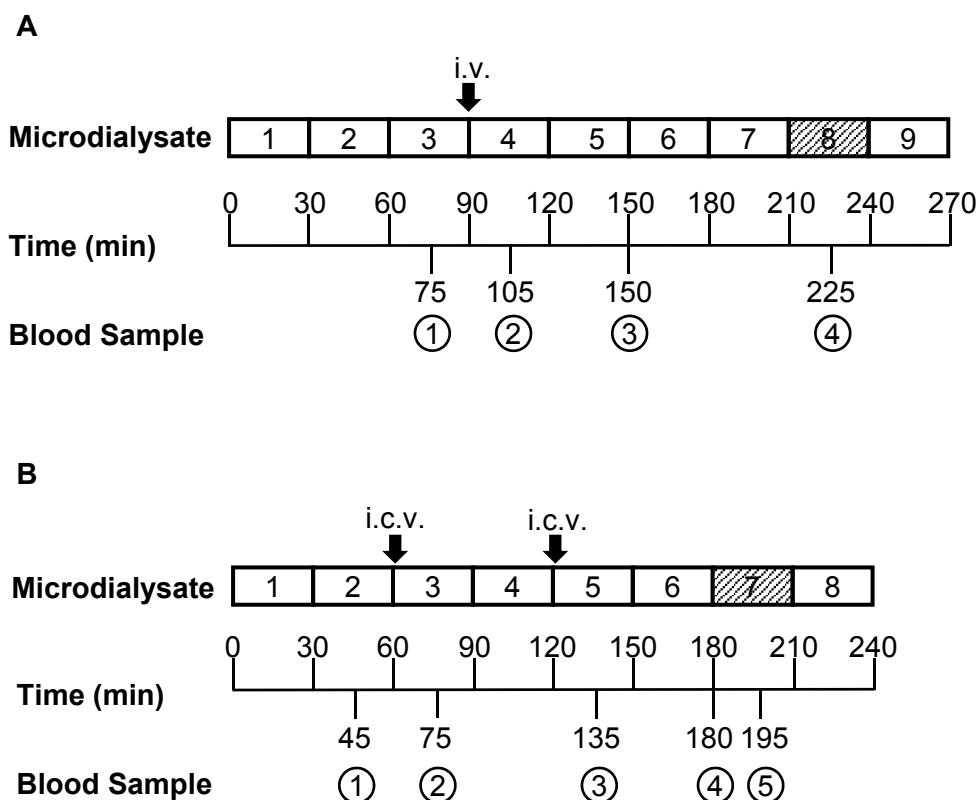 A
i.v.
Microdialysate 1 2 3 4 5 6 7 8 9
0 30 60 90 120 150 180 210 240 270
Time (min)
75 105 150 225
Blood Sample 1 2 3 4
B
i.c.v. i.c.v.
Microdialysate 1 2 3 4 5 6 7 8
0 30 60 90 120 150 180 210 240
Time (min)
45 75 135 180 195
Blood Sample 1 2 3 4 5